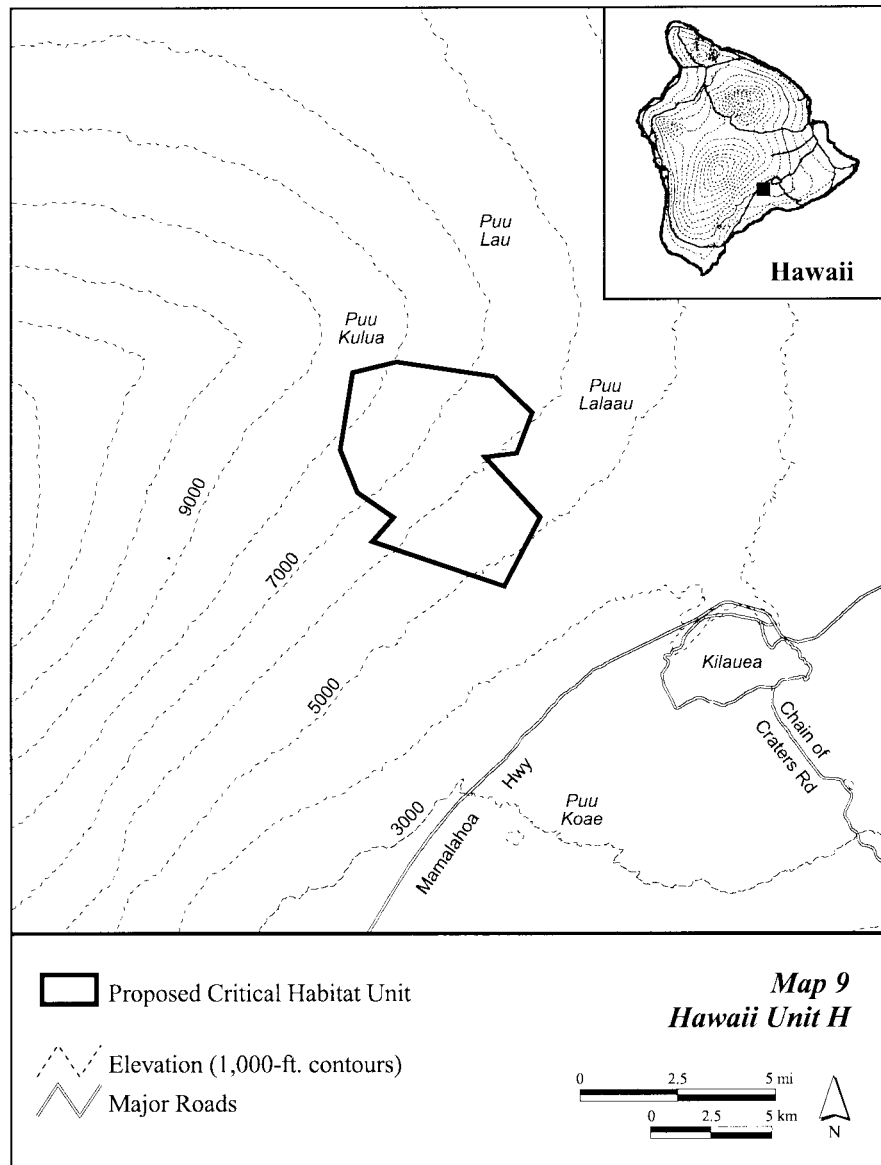 Hawaii
Puu
Lau
Puu
Kulua
Puu
Lalaau
9000
7000
5000
3000
Kilauea
Chain of
Craters Rd
Mamalahoa Hwy
Puu
Koae
Proposed Critical Habitat Unit
Elevation (1,000-ft. contours)
Major Roads
Map 9
Hawaii Unit H
0 2.5 5 mi
0 2.5 5 km
N